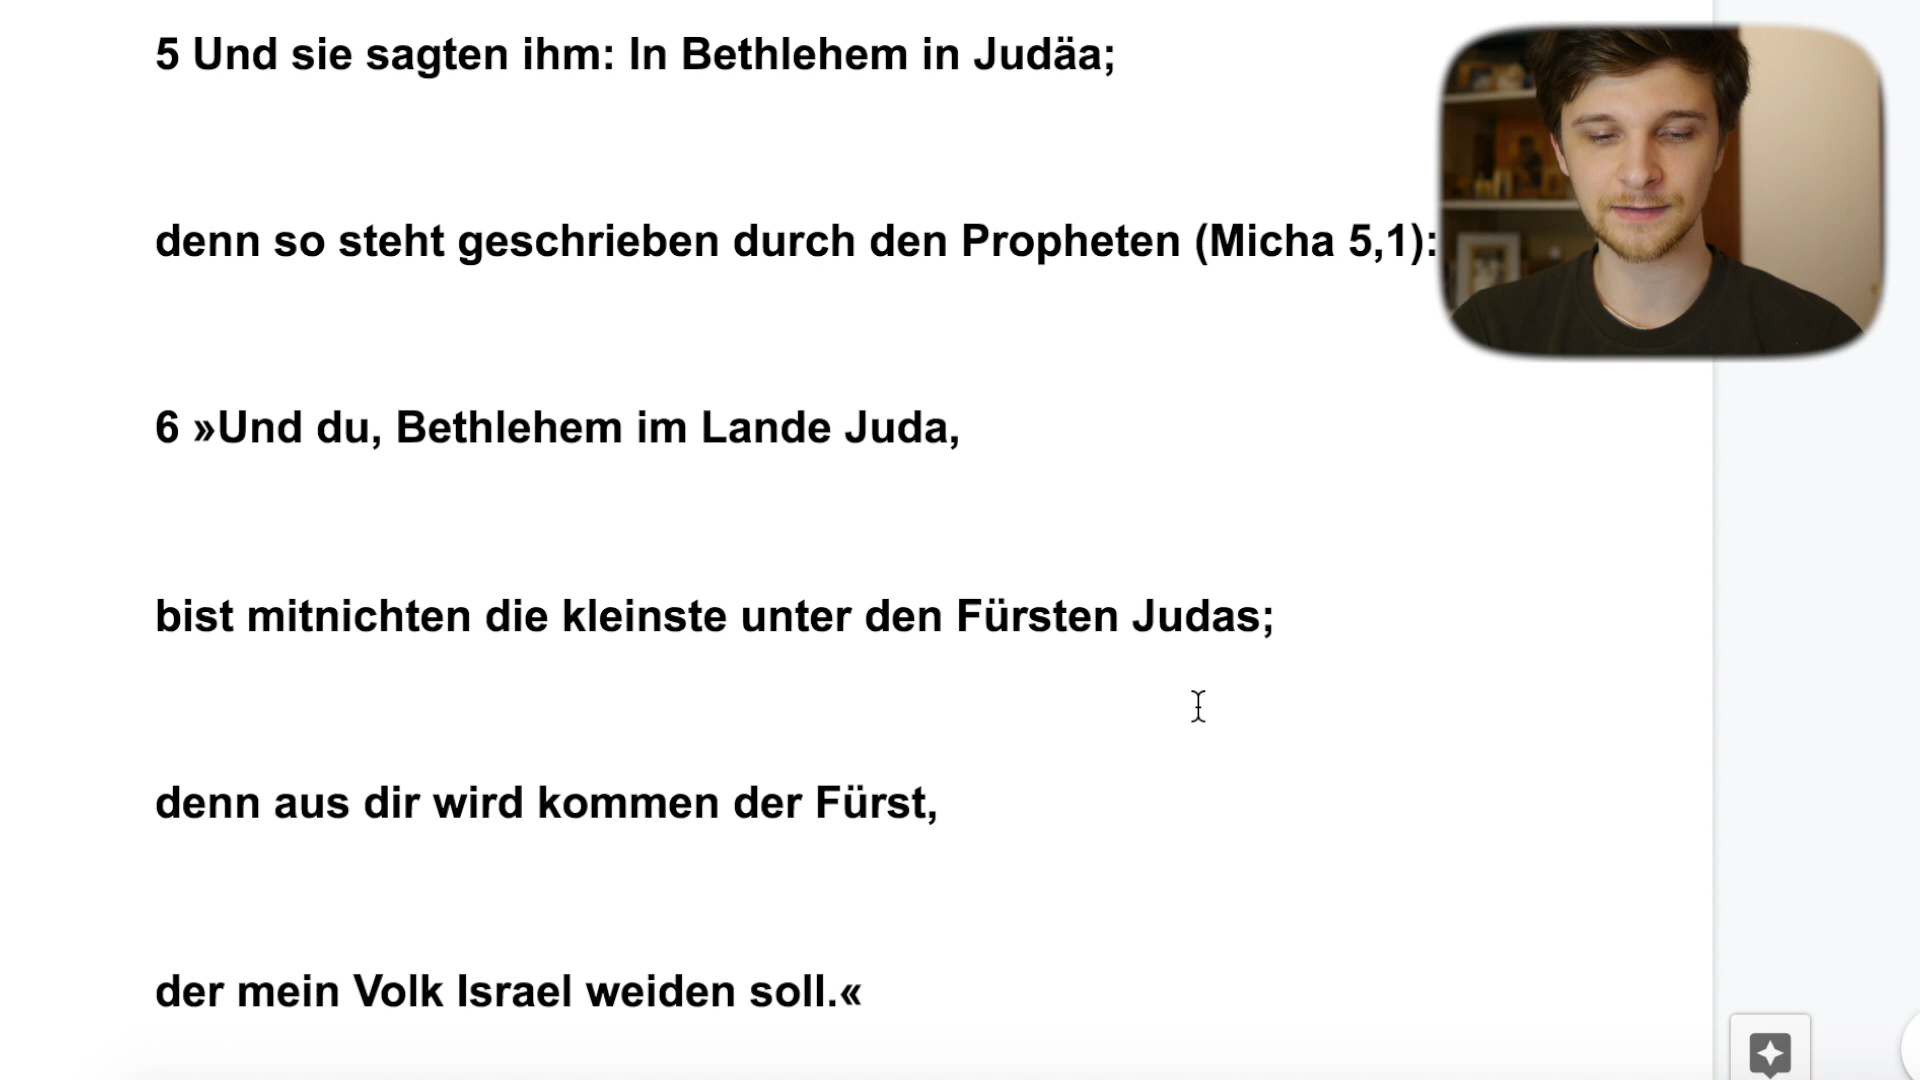 5 Und sie sagten ihm: In Bethlehem in Judäa;
denn so steht geschrieben durch den Propheten (Micha 5,1):
6 »Und du, Bethlehem im Lande Juda,
bist mitnichten die kleinste unter den Fürsten Judas;
denn aus dir wird kommen der Fürst,
der mein Volk Israel weiden soll.«